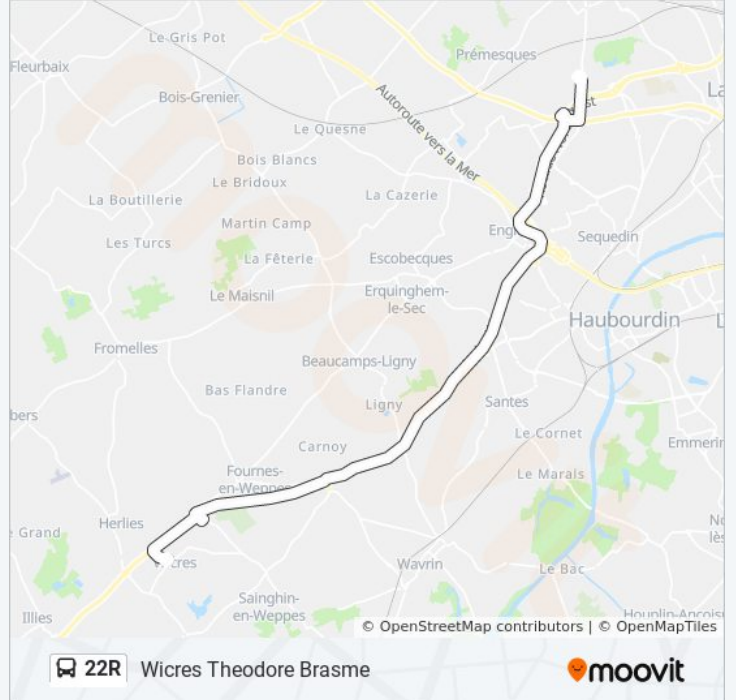 Le Gris Pot
Prémesques
Fleurbaix
Autoroute vers la Mer
Bois-Grenier
La
Le Quesne
Bois Blancs
Le Bridoux
La Cazerie
La Boutillerie
Martin Camp
Les Turcs
Sequedin
La Fêterie
Escobecques
Le Maisnil
Erquinghem-
le-Sec
Haubourdin
Fromelles
Beaucamps-Ligny
Bas Flandre
Ligny
Santes
bers
Le Cornet
Carnoy
Fournes-
en-Weppes
Le Marais
Herlies
Wavrin
Le Bac
Sainghin-
en-Weppes
Illies
© OpenStreetMap contributors | © OpenMapTiles
22R Wicres Theodore Brasme
moovit